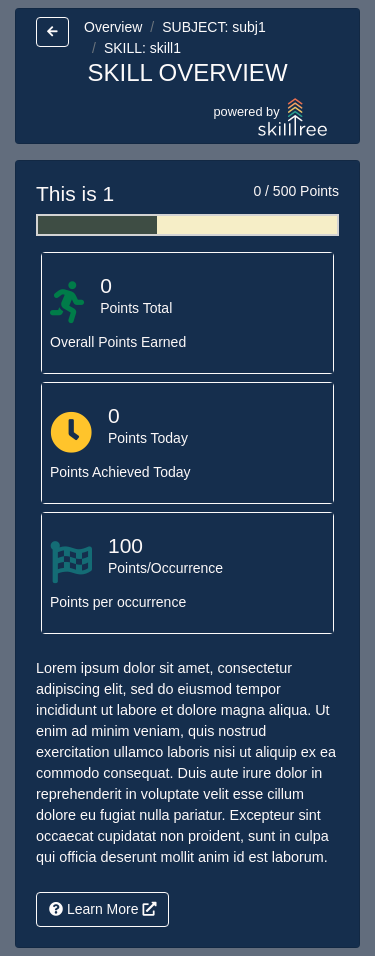 Overview / SUBJECT: subj1
/ SKILL: skill1
SKILL OVERVIEW
powered by
skilltree
This is 1
0 / 500 Points
0
Points Total
Overall Points Earned
0
Points Today
Points Achieved Today
100
Points/Occurrence
Points per occurrence
Lorem ipsum dolor sit amet, consectetur
adipiscing elit, sed do eiusmod tempor
incididunt ut labore et dolore magna aliqua. Ut
enim ad minim veniam, quis nostrud
exercitation ullamco laboris nisi ut aliquip ex ea
commodo consequat. Duis aute irure dolor in
reprehenderit in voluptate velit esse cillum
dolore eu fugiat nulla pariatur. Excepteur sint
occaecat cupidatat non proident, sunt in culpa
qui officia deserunt mollit anim id est laborum.
Learn More